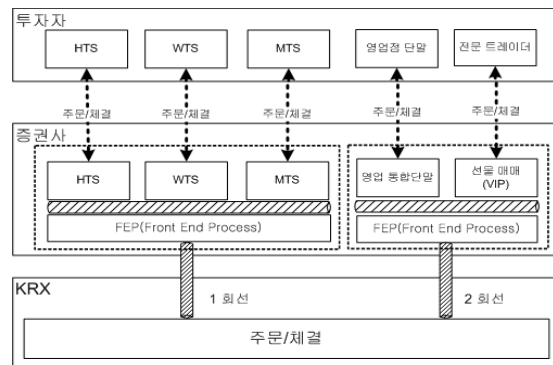 투자자
HTS
WTS
MTS
영업점 단말
전문 트레이더
주문/체결
주문/체결
주문/체결
주문/체결
주문/체결
증권사
HTS
WTS
MTS
영업 통합단말
선물 매매
(VIP)
FEP(Front End Process)
FEP(Front End Process)
KRX
1 회선
2 회선
주문/체결